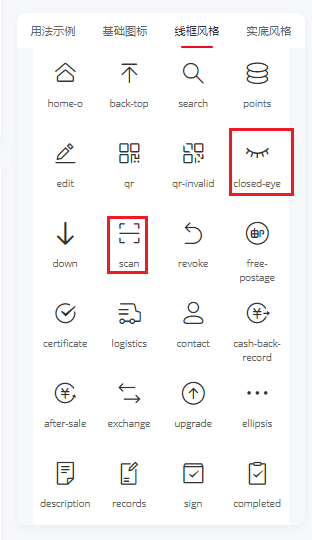 用法示例 基础图标 线框风格 实底风格
home-o back-top search points
edit qr qr-invalid closed-eye
down scan revoke free-
postage
certificate logistics contact cash-back-
record
after-sale exchange upgrade ellipsis
description records sign completed